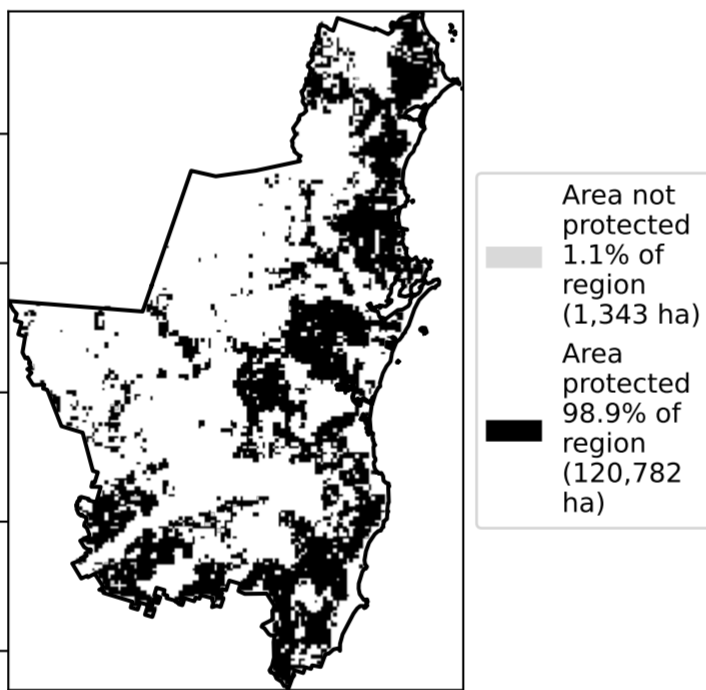 Area not
protected
1.1% of
region
(1,343 ha)
Area
protected
98.9% of
region
(120,782
ha)